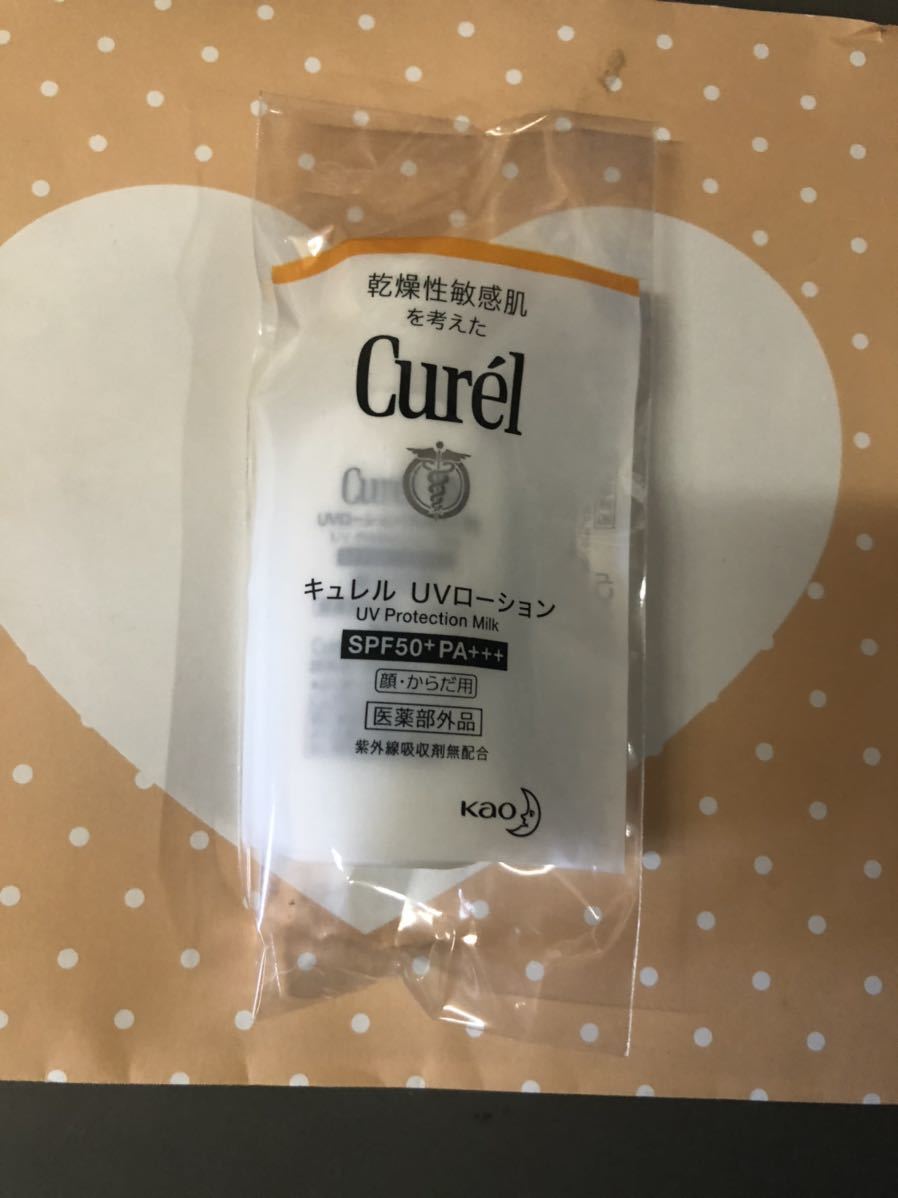 乾燥性敏感肌
を考えた
Curél
キュレル UVローション
UV Protection Milk
SPF50+PA+++
顔・からだ用
医薬部外品
紫外線吸収剤無配合
Kao